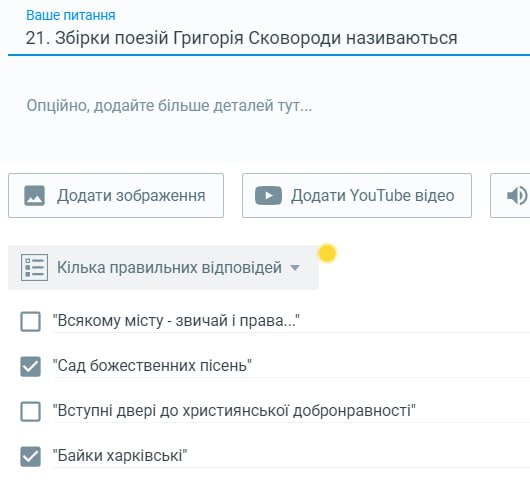 Ваше питання
21. Збірки поезій Григорія Сковороди називаються
Опційно, додайте більше деталей тут...
Додати зображення
Додати YouTube відео
Кілька правильних відповідей
"Всякому місту - звичай і права..."
"Сад божественних пісень"
"Вступні двері до християнської добронравності"
"Байки харківські"